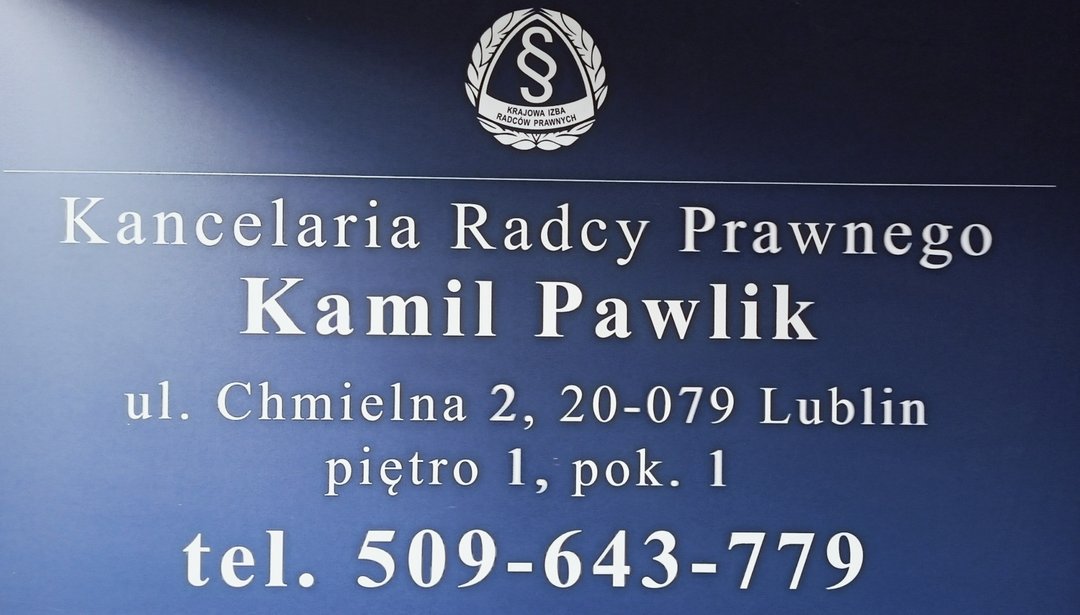 §
KRAJOWA IZBA
RADCÓW PRAWNYCH
Kancelaria Radcy Prawnego
Kamil Pawlik
ul. Chmielna 2, 20-079 Lublin
piętro 1, pok. 1
tel. 509-643-779